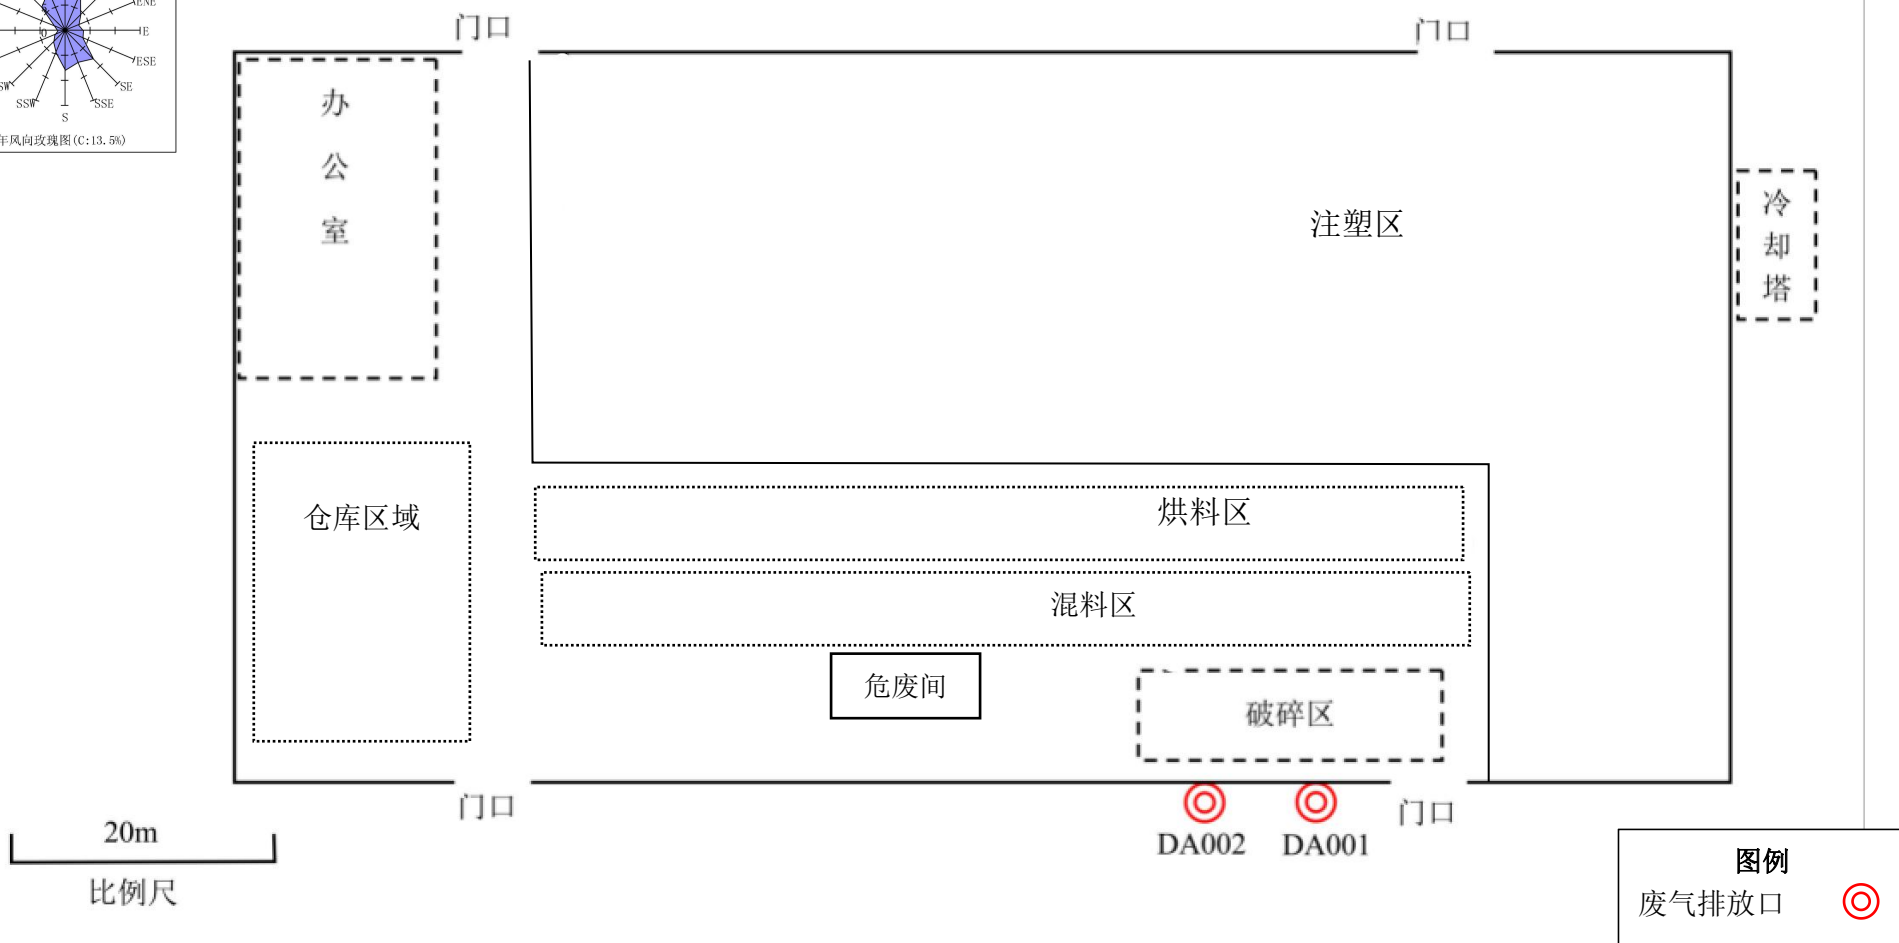 ENE
E
ESE
SE
SSE
S
SSW
SW
0
年风向玫瑰图(C:13.5%)
门口
门口
办公室
注塑区
冷却塔
仓库区域
烘料区
混料区
危废间
破碎区
门口
门口
DA002
DA001
20m
比例尺
图例
废气排放口